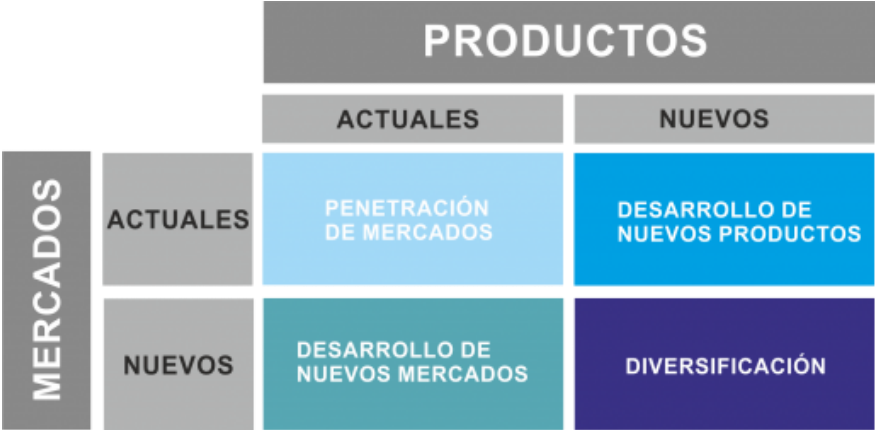 PRODUCTOS
ACTUALES
NUEVOS
MERCADOS
ACTUALES
PENETRACIÓN
DE MERCADOS
DESARROLLO DE
NUEVOS PRODUCTOS
NUEVOS
DESARROLLO DE
NUEVOS MERCADOS
DIVERSIFICACIÓN